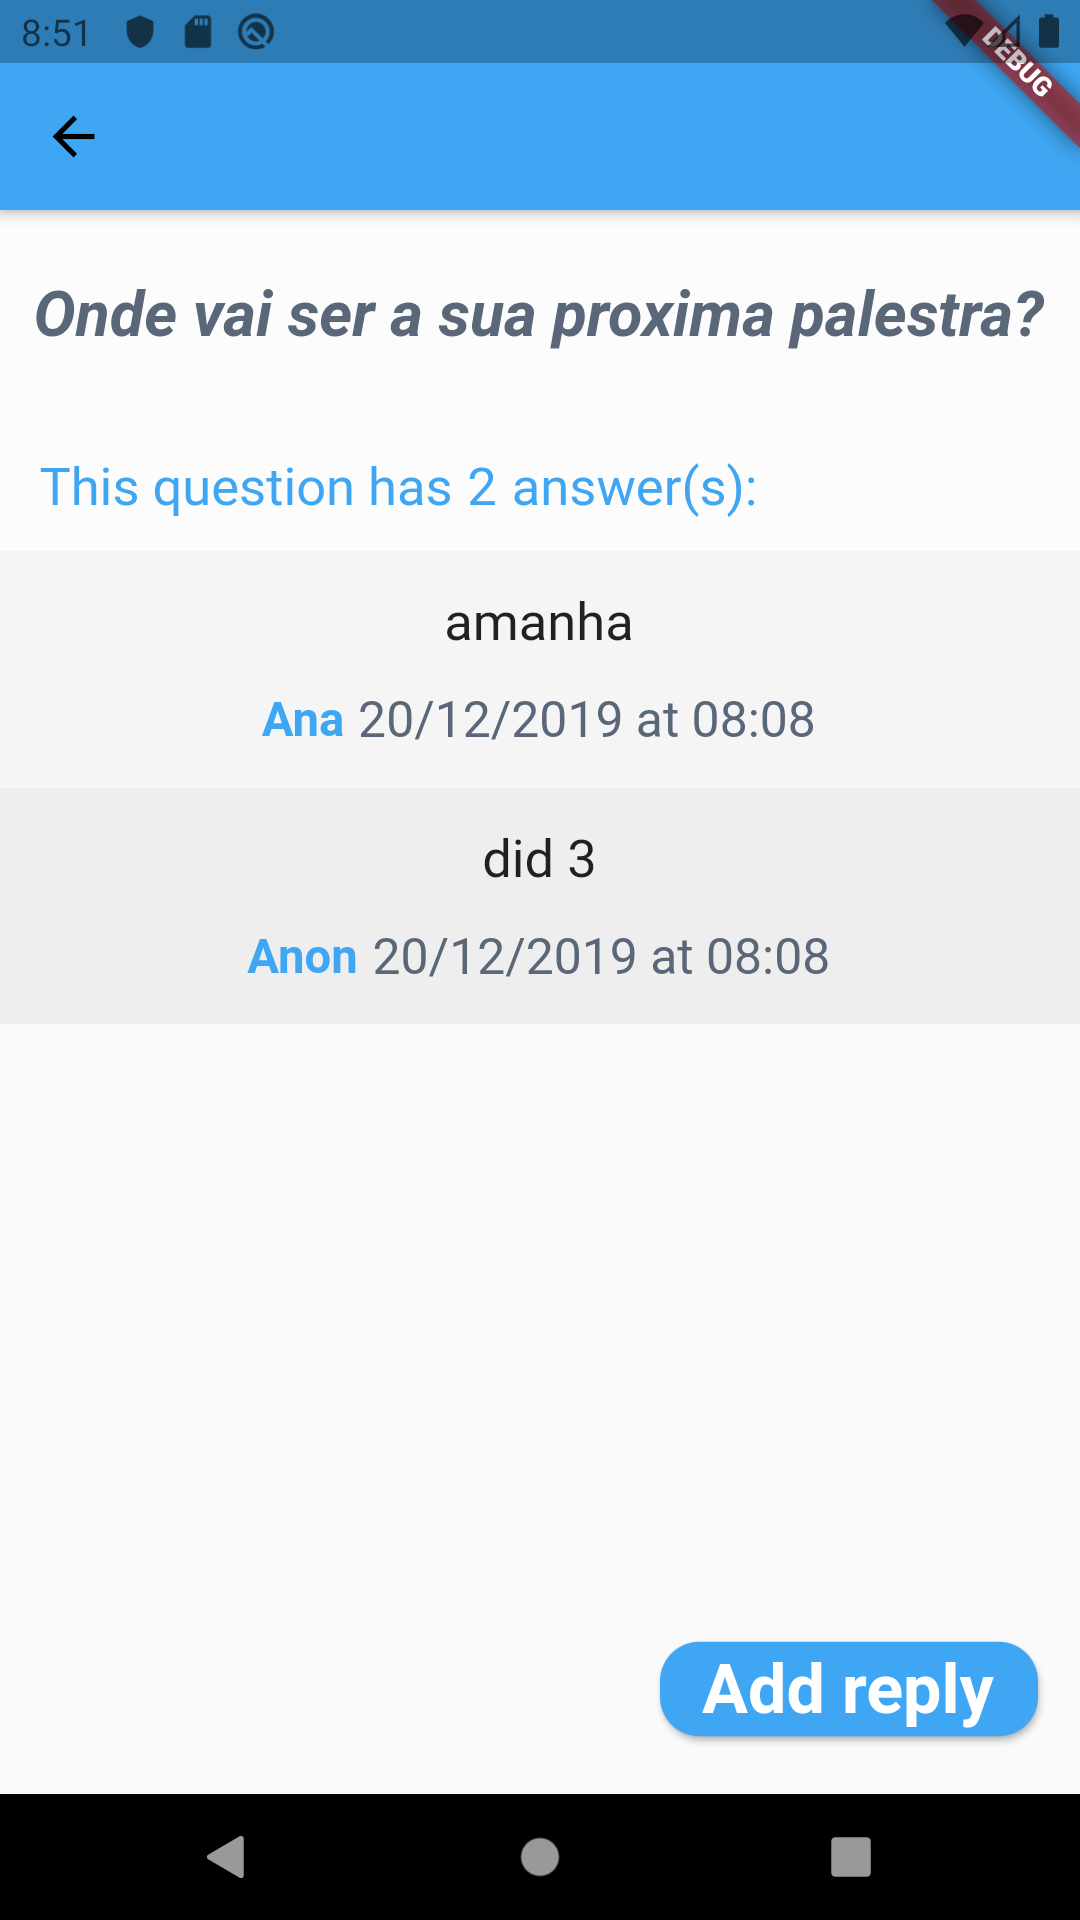 8:51
DEBUG
Onde vai ser a sua proxima palestra?
This question has 2 answer(s):
amanha
Ana 20/12/2019 at 08:08
did 3
Anon 20/12/2019 at 08:08
Add reply